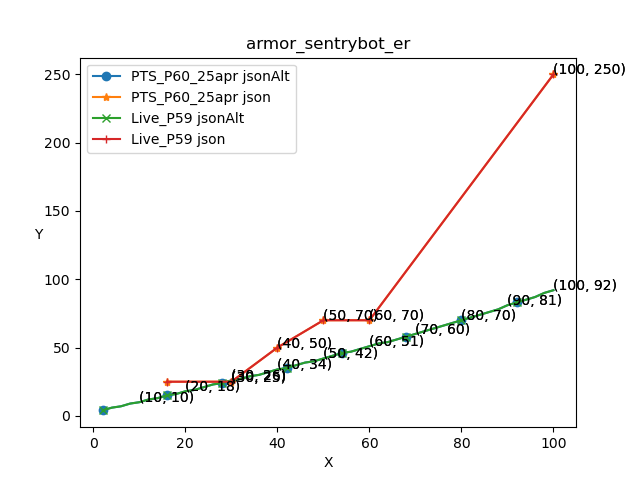 armor_sentrybot_er
PTS_P60_25apr jsonAlt
PTS_P60_25apr json
Live_P59 jsonAlt
Live_P59 json
(100, 250)
(100, 92)
(90, 81)
(80, 70)
(70, 60)
(50, 70)
(60, 70)
(60, 51)
(40, 50)
(50, 42)
(40, 34)
(30, 25)
(20, 18)
(10, 10)
Y
250
200
150
100
50
0
0 20 40 60 80 100
X